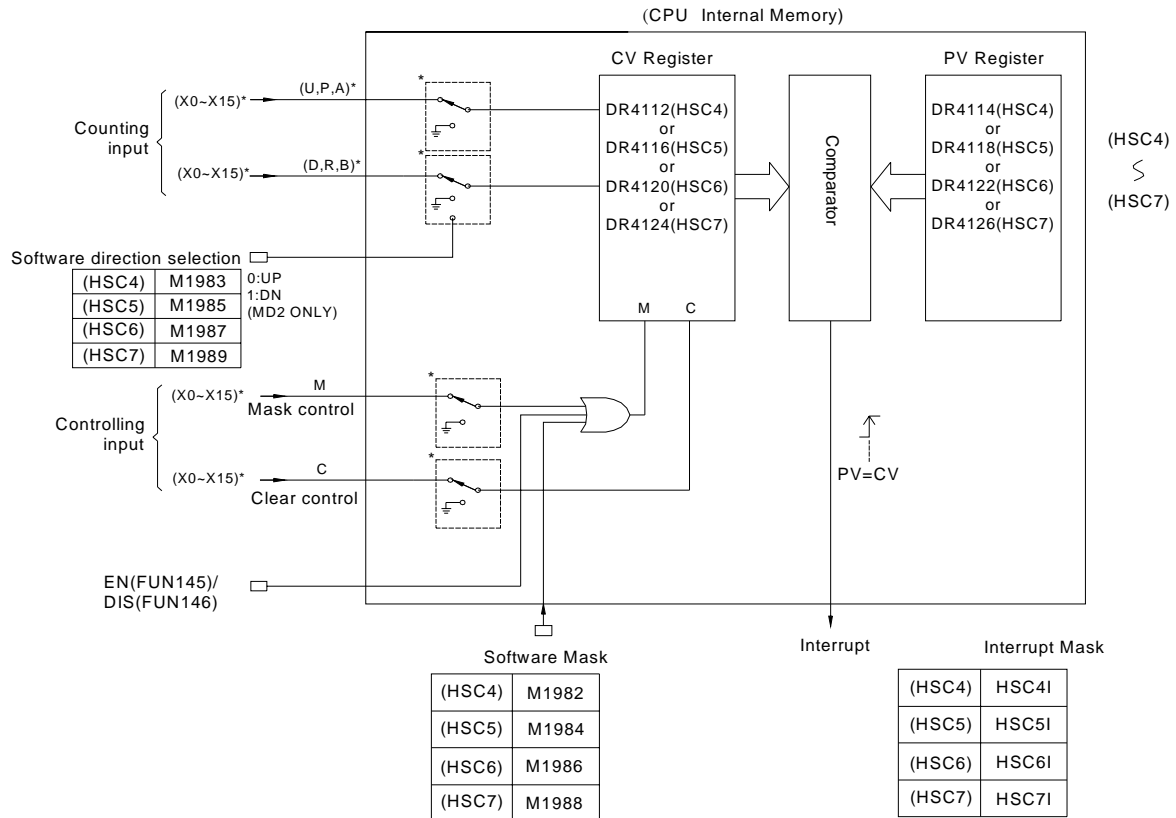 (CPU Internal Memory)
CV Register
PV Register
*
(U,P,A)*
(X0~X15)*
Counting
input
*
(D,R,B)*
(X0~X15)*
DR4112(HSC4)
or
DR4116(HSC5)
or
DR4120(HSC6)
or
DR4124(HSC7)
M C
Comparator
DR4114(HSC4)
or
DR4118(HSC5)
or
DR4122(HSC6)
or
DR4126(HSC7)
(HSC4)
(HSC7)
Software direction selection
(HSC4) M1983
(HSC5) M1985
(HSC6) M1987
(HSC7) M1989
0:UP
1:DN
(MD2 ONLY)
*
M
(X0~X15)*
Mask control
Controlling
input
*
C
(X0~X15)*
Clear control
PV=CV
EN(FUN145)/
DIS(FUN146)
Software Mask
(HSC4) M1982
(HSC5) M1984
(HSC6) M1986
(HSC7) M1988
Interrupt
Interrupt Mask
(HSC4) HSC4I
(HSC5) HSC5I
(HSC6) HSC6I
(HSC7) HSC7I